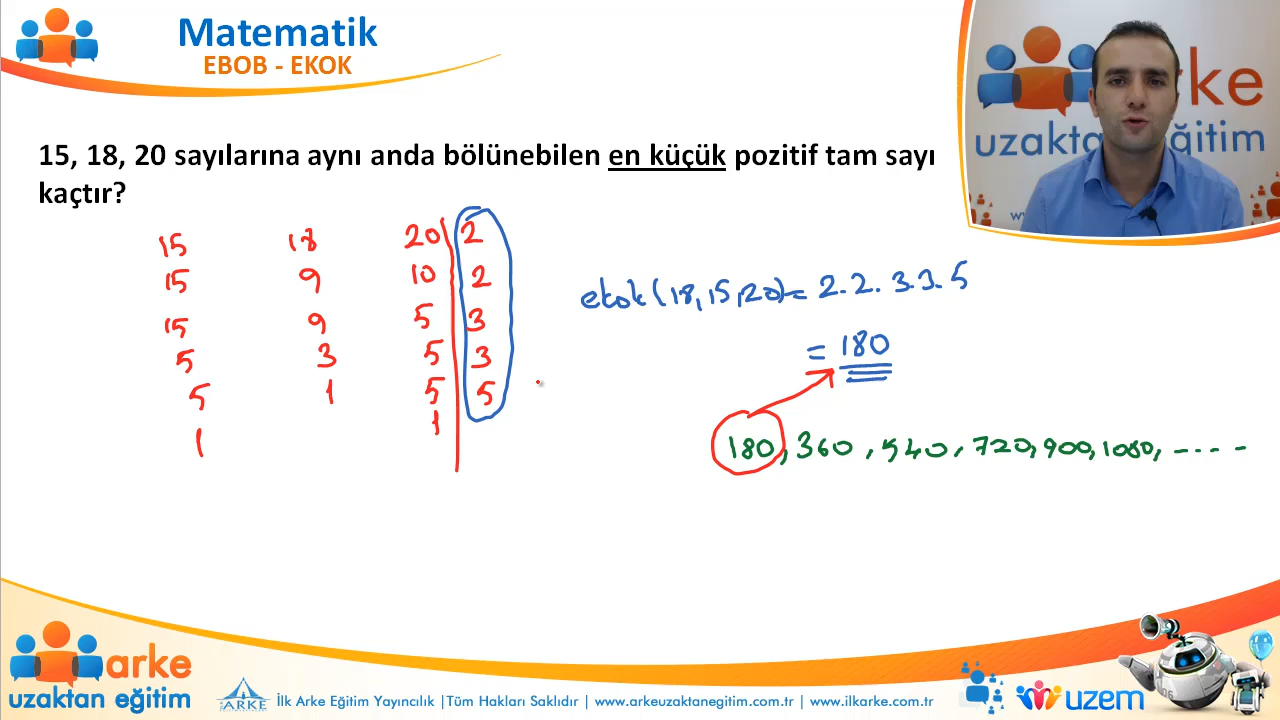 Matematik
EBOB - EKOK
arke
uzaktan eğitim
15, 18, 20 sayılarına aynı anda bölünebilen en küçük pozitif tam sayı
kaçtır?
15 18 20 2
15 9 10 2
15 9 5 3
5 3 5 3
5 1 5 5
1 1
ekok(18,15,20)= 2.2.3.3.5
= 180
180, 360, 540, 720, 900, 1080, .....
arke
uzaktan eğitim
ARKE
İlk Arke Eğitim Yayıncılık |Tüm Hakları Saklıdır | www.arkeuzaktanegitim.com.tr | www.ilkarke.com.tr
uzem